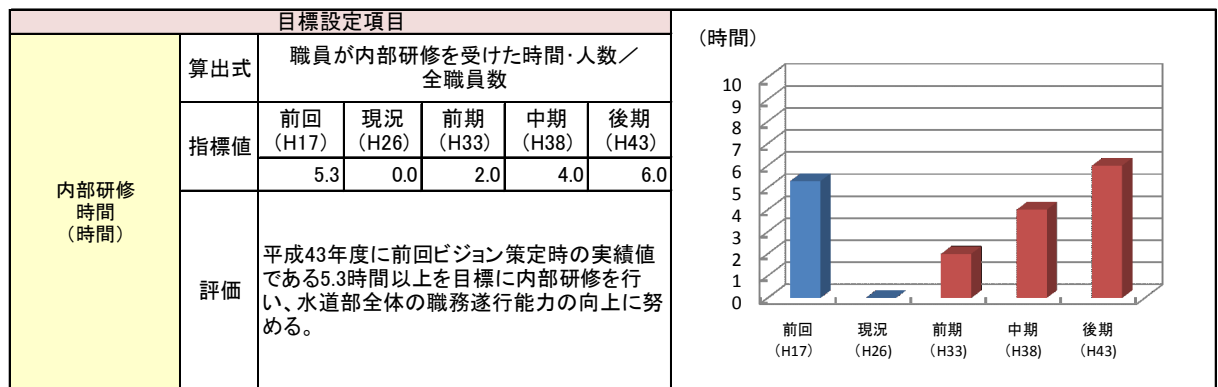 目標設定項目
内部研修
時間
（時間）
算出式
職員が内部研修を受けた時間・人数／
全職員数
指標値
前回 現況 前期 中期 後期
（H17） （H26） （H33） （H38） （H43）
5.3 0.0 2.0 4.0 6.0
評価
平成43年度に前回ビジョン策定時の実績値
である5.3時間以上を目標に内部研修を行
い、水道部全体の職務遂行能力の向上に努
める。
（時間）
10
9
8
7
6
5
4
3
2
1
0
前回 現況 前期 中期 後期
（H17） （H26） （H33） （H38） （H43）